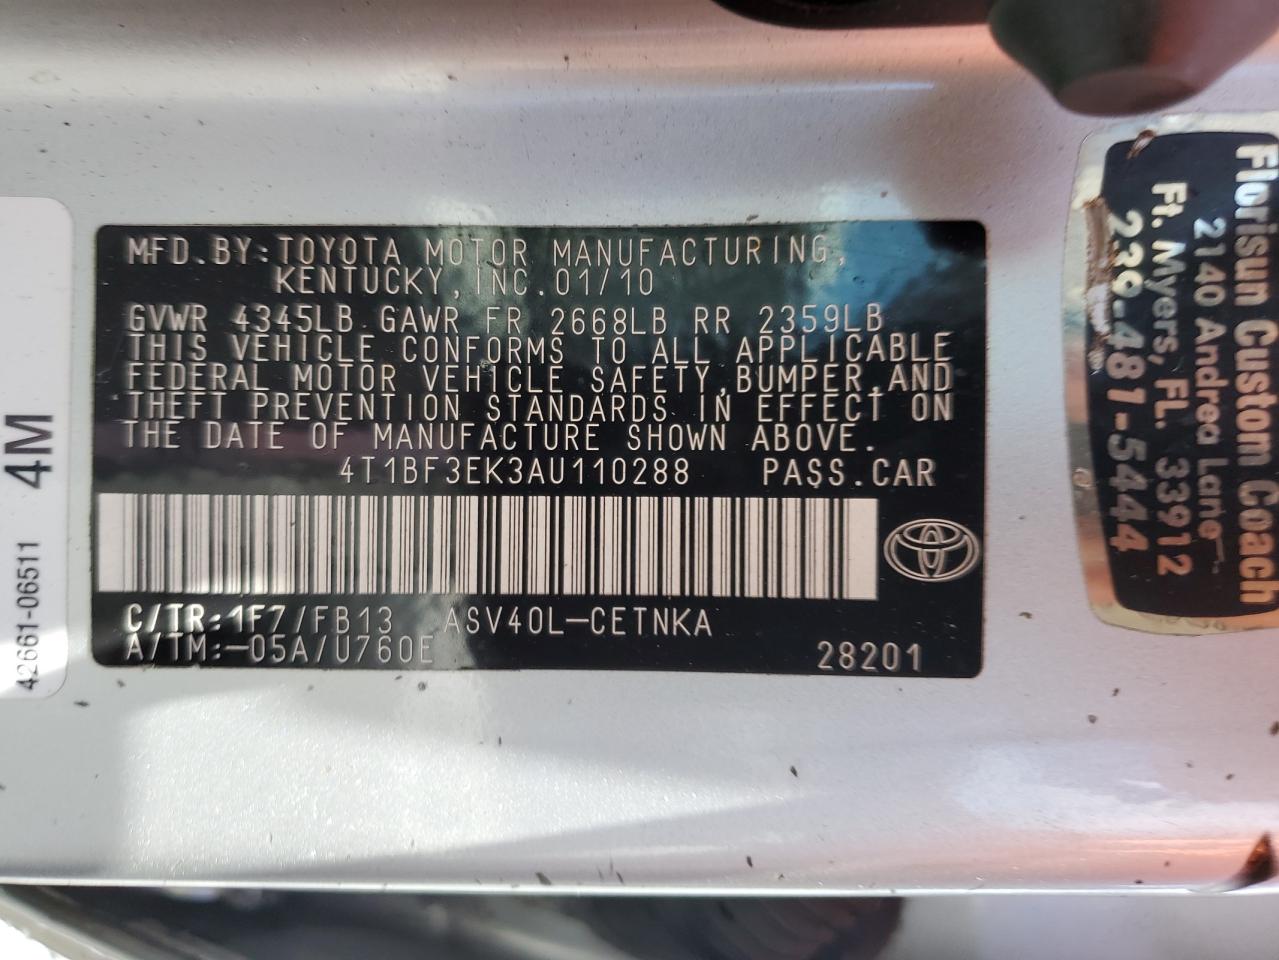 MFD.BY:TOYOTA MOTOR MANUFACTURING,
KENTUCKY,INC.01/10
GVWR 4345LB GAWR FR 2668LB RR 2359LB
THIS VEHICLE CONFORMS TO ALL APPLICABLE
FEDERAL MOTOR VEHICLE SAFETY,BUMPER,AND
THEFT PREVENTION STANDARDS IN EFFECT ON
THE DATE OF MANUFACTURE SHOWN ABOVE.
4T1BF3EK3AU110288 PASS.CAR
C/TR:1F7/FB13 ASV40L-CETNKA
A/TM:-05A/U760E 28201
42661-06511 4M
Florisun Custom Coach
2140 Andrea Lane
Ft. Myers, FL. 33912
239-481-5444